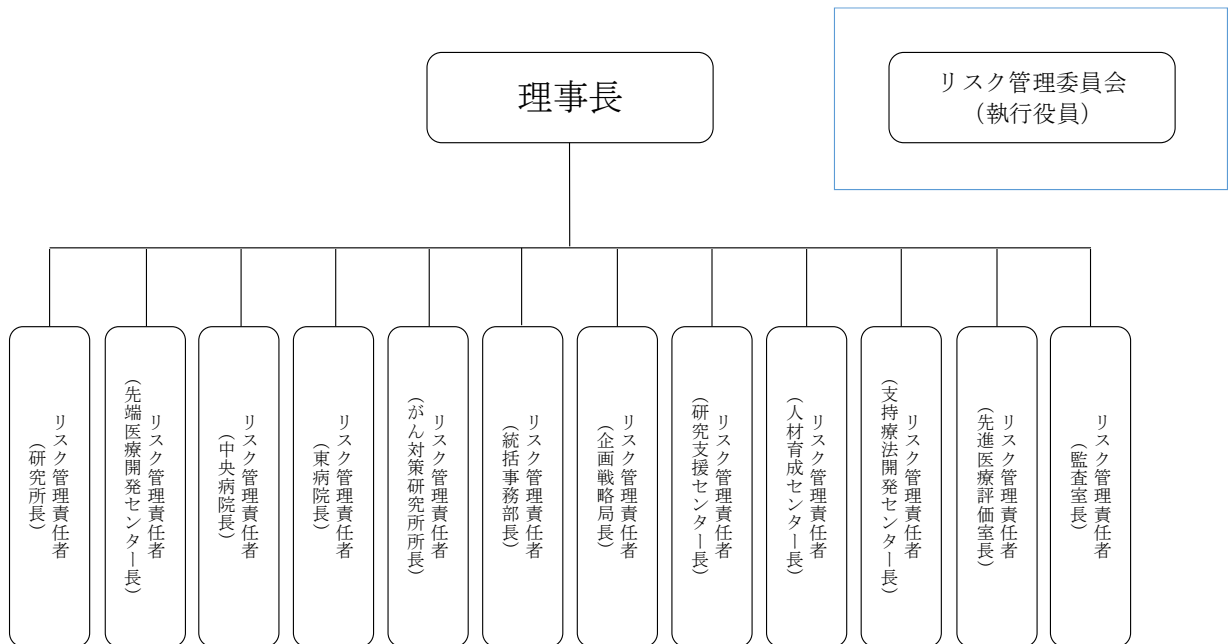 理事長
リスク管理委員会
（執行役員）
リスク管理責任者
（研究所長）
リスク管理責任者
（先端医療開発センター長）
リスク管理責任者
（中央病院長）
リスク管理責任者
（東病院長）
リスク管理責任者
（がん対策研究所所長）
リスク管理責任者
（統括事務部長）
リスク管理責任者
（企画戦略局長）
リスク管理責任者
（研究支援センター長）
リスク管理責任者
（人材育成センター長）
リスク管理責任者
（支持療法開発センター長）
リスク管理責任者
（先進医療評価室長）
リスク管理責任者
（監査室長）